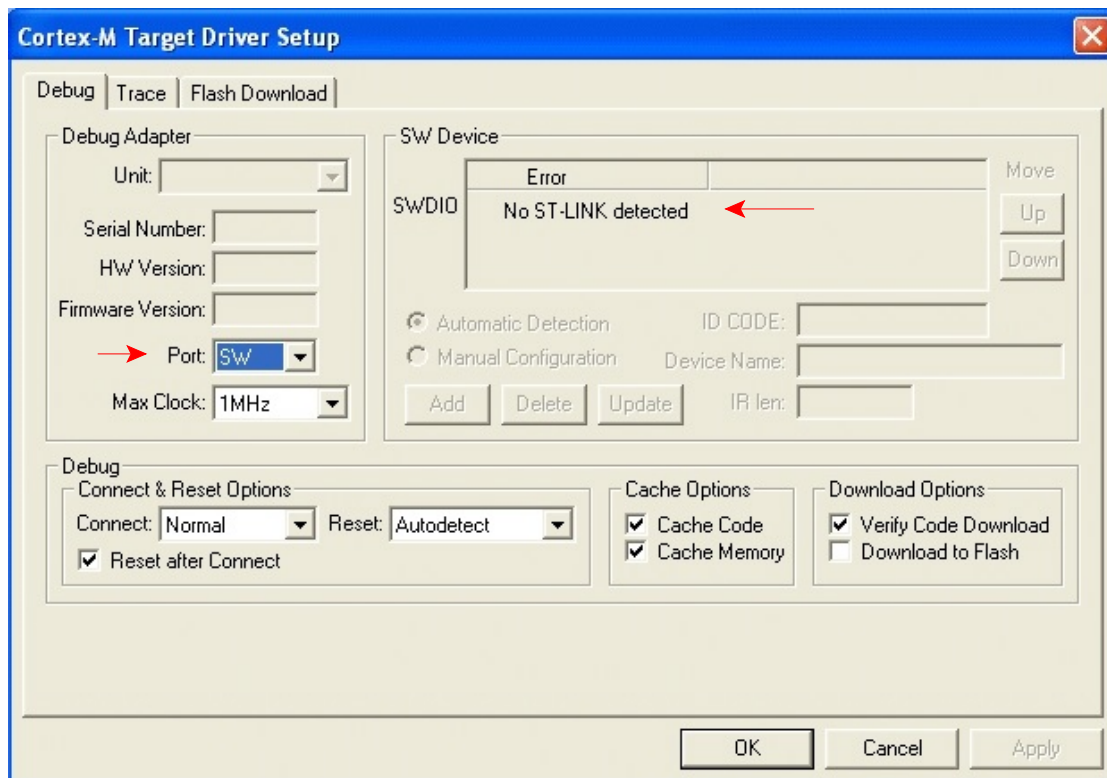 Cortex-M Target Driver Setup
Debug Trace Flash Download
Debug Adapter
Unit:
Serial Number:
HW Version:
Firmware Version:
Port: SW
Max Clock: 1MHz
SW Device
Error
SWDIO No ST-LINK detected
Move
Up
Down
Automatic Detection ID CODE:
Manual Configuration Device Name:
Add Delete Update IR len:
Debug
Connect & Reset Options
Connect: Normal Reset: Autodetect
Reset after Connect
Cache Options
Cache Code
Cache Memory
Download Options
Verify Code Download
Download to Flash
OK Cancel Apply